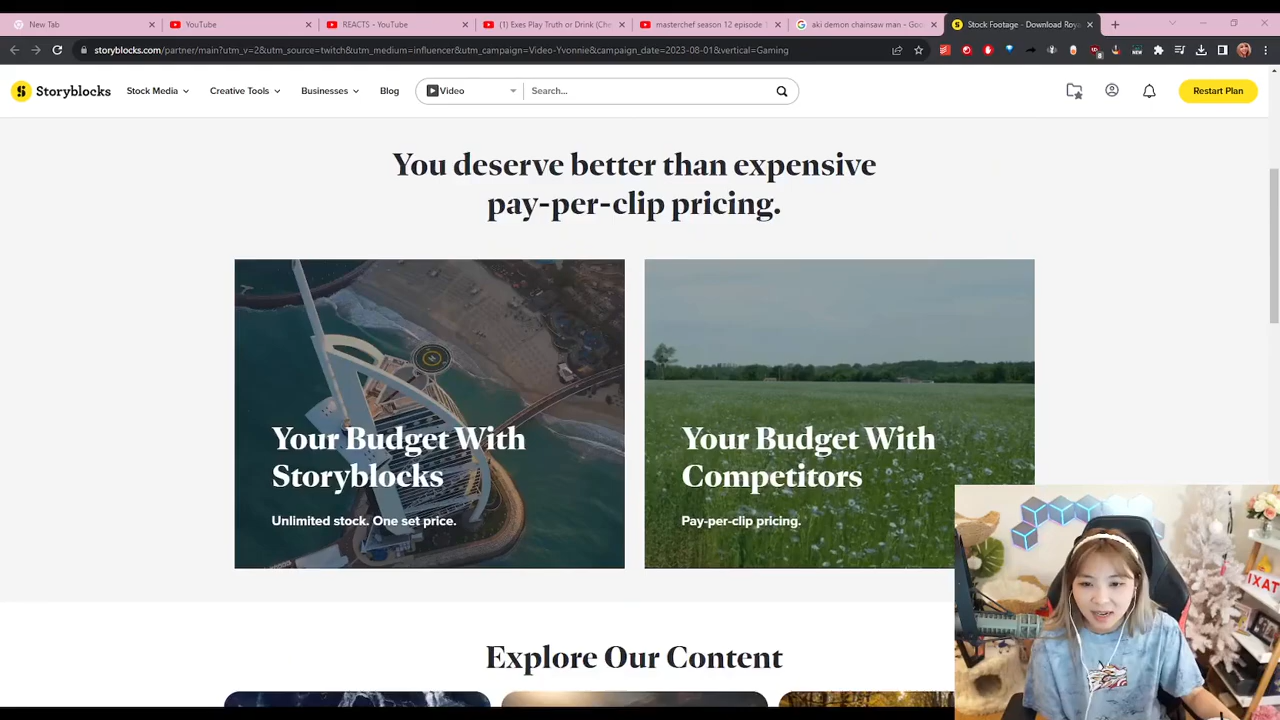 New Tab
YouTube
REACTS - YouTube
(1) Exes Play Truth or Drink (Che
masterchef season 12 episode
aki demon chainsaw man - Goo
Stock Footage - Download Roya
storyblocks.com/partner/main?utm_v=2&utm_source=twitch&utm_medium=influencer&utm_campaign=Video-Yvonnie&campaign_date=2023-08-01&vertical=Gaming
Storyblocks
Stock Media
Creative Tools
Businesses
Blog
Video
Search...
Restart Plan
You deserve better than expensive
pay-per-clip pricing.
Your Budget With
Storyblocks
Unlimited stock. One set price.
Your Budget With
Competitors
Pay-per-clip pricing.
Explore Our Content